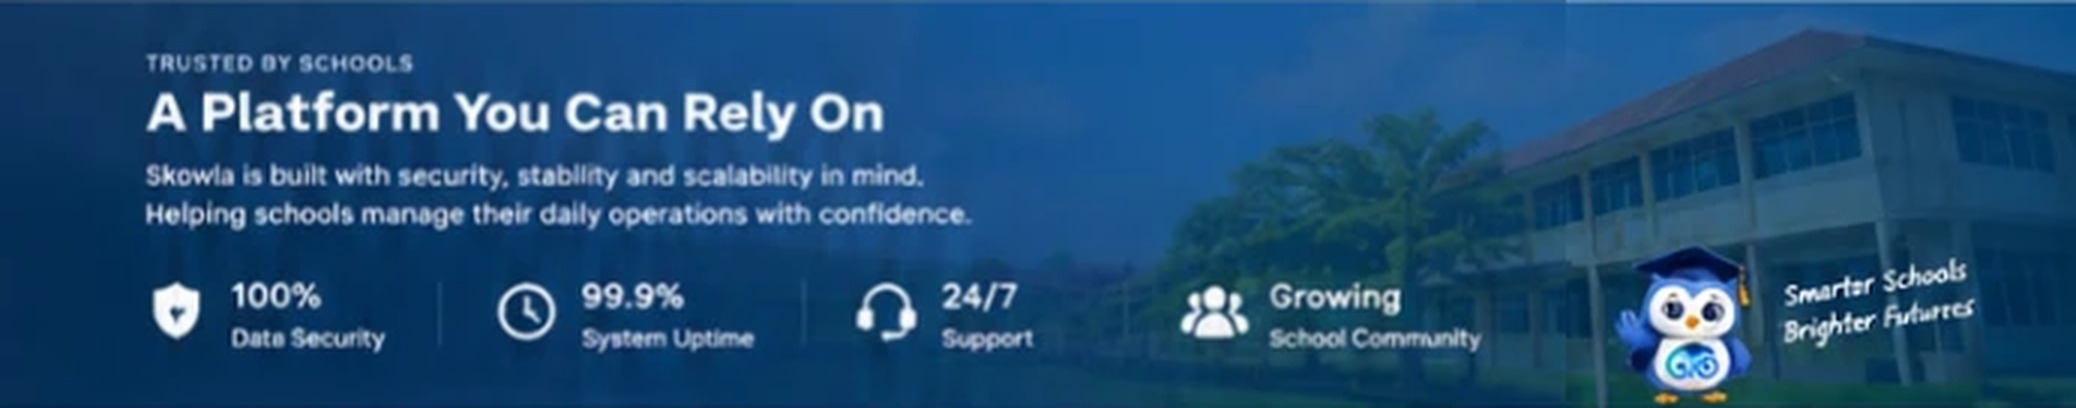 TRUSTED BY SCHOOLS
A Platform You Can Rely On
Skowla is built with security, stability and scalability in mind.
Helping schools manage their daily operations with confidence.
100%
Data Security
99.9%
System Uptime
24/7
Support
Growing
School Community
Smarter Schools
Brighter Futures